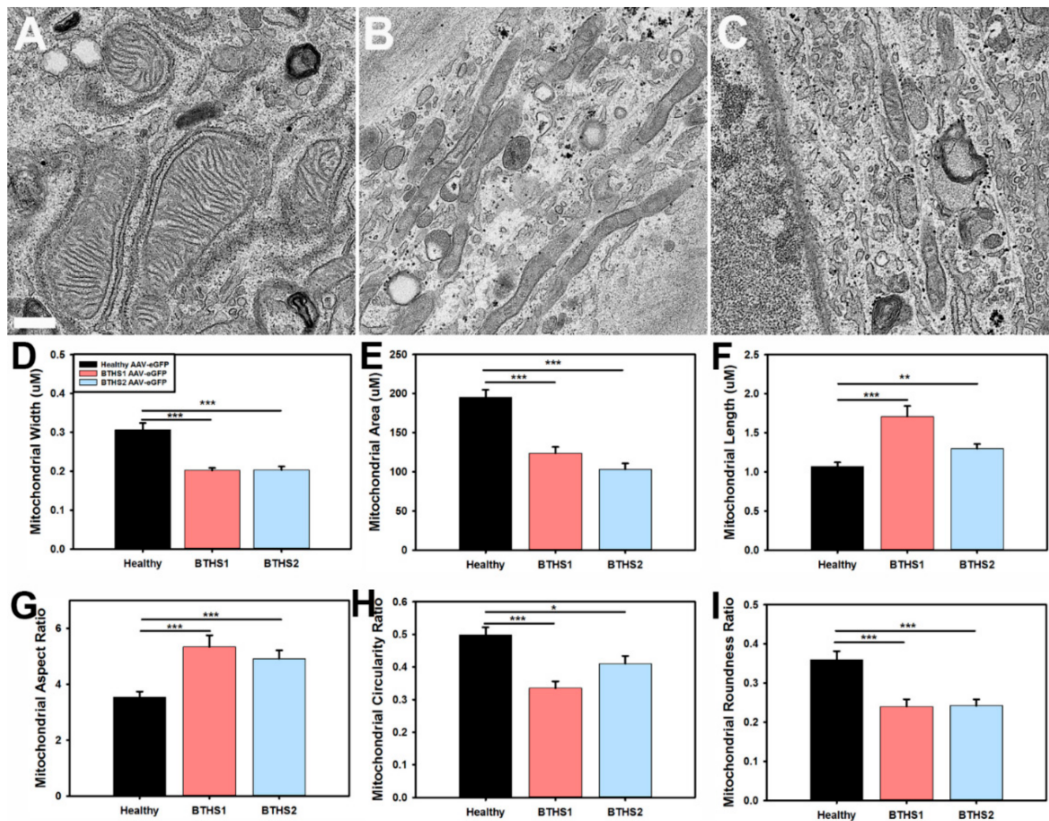 A
B
C
D
Mitochondrial Width (uM)
0.5
0.4
0.3
0.2
0.1
0.0
Healthy AAV-eGFP
BTHS1 AAV-eGFP
BTHS2 AAV-eGFP
***
***
Healthy
BTHS1
BTHS2
E
Mitochondrial Area (uM)
250
200
150
100
50
0
***
***
Healthy
BTHS1
BTHS2
F
Mitochondrial Length (uM)
2.5
2.0
1.5
1.0
0.5
0.0
**
***
Healthy
BTHS1
BTHS2
G
Mitochondrial Aspect Ratio
6
4
2
0
***
***
Healthy
BTHS1
BTHS2
H
Mitochondrial Circularity Ratio
0.6
0.5
0.4
0.3
0.2
0.1
0.0
*
***
Healthy
BTHS1
BTHS2
I
Mitochondrial Roundness Ratio
0.5
0.4
0.3
0.2
0.1
0.0
***
***
Healthy
BTHS1
BTHS2